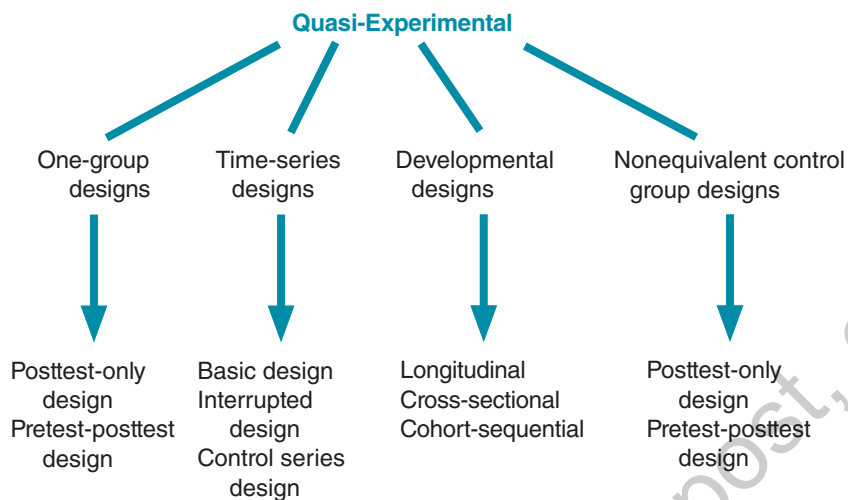 Quasi-Experimental
One-group
designs
Time-series
designs
Developmental
designs
Nonequivalent control
group designs
Posttest-only
design
Pretest-posttest
design
Basic design
Interrupted
design
Control series
design
Longitudinal
Cross-sectional
Cohort-sequential
Posttest-only
design
Pretest-posttest
design
post,